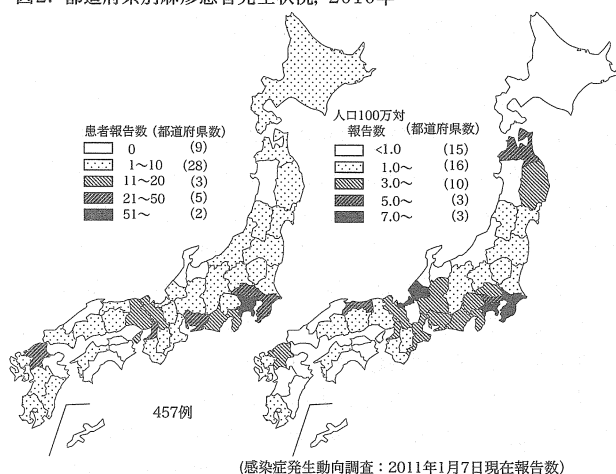 図2. 都道府県別麻疹患者発生状況, 2010年
患者報告数 (都道府県数)
0 (9)
1～10 (28)
11～20 (3)
21～50 (5)
51～ (2)
人口100万対
報告数 (都道府県数)
<1.0 (15)
1.0～ (16)
3.0～ (10)
5.0～ (3)
7.0～ (3)
457例
(感染症発生動向調査：2011年1月7日現在報告数)